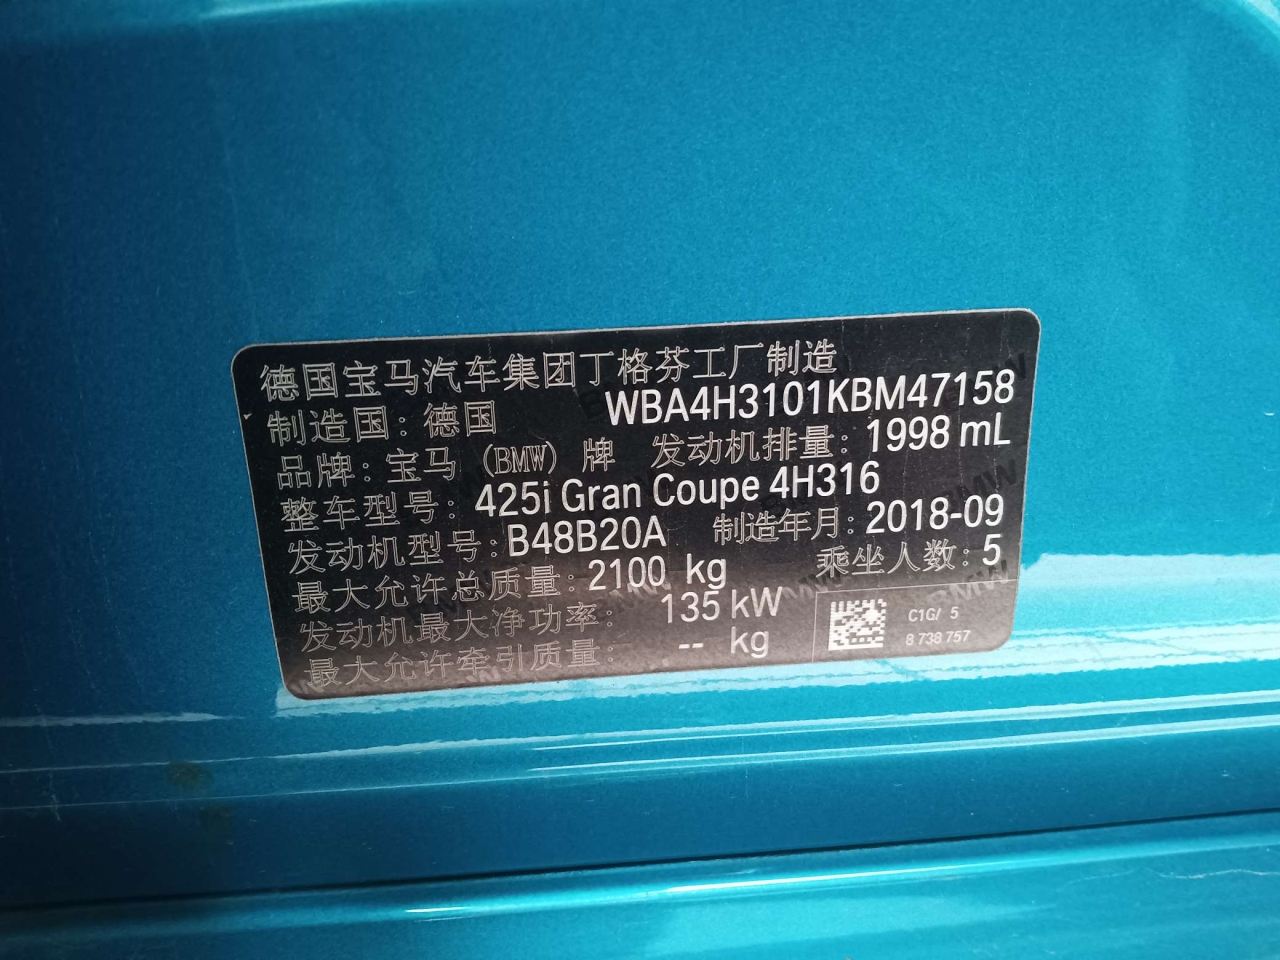 德国宝马汽车集团丁格芬工厂制造
制造国：德国 WBA4H3101KBM47158
品牌：宝马 (BMW) 牌 发动机排量：1998 mL
整车型号：425i Gran Coupe 4H316
发动机型号：B48B20A 制造年月：2018-09
最大允许总质量：2100 kg 乘坐人数：5
发动机最大净功率：135 kW
最大允许牵引质量：-- kg
C1G/ 5
8 738 757